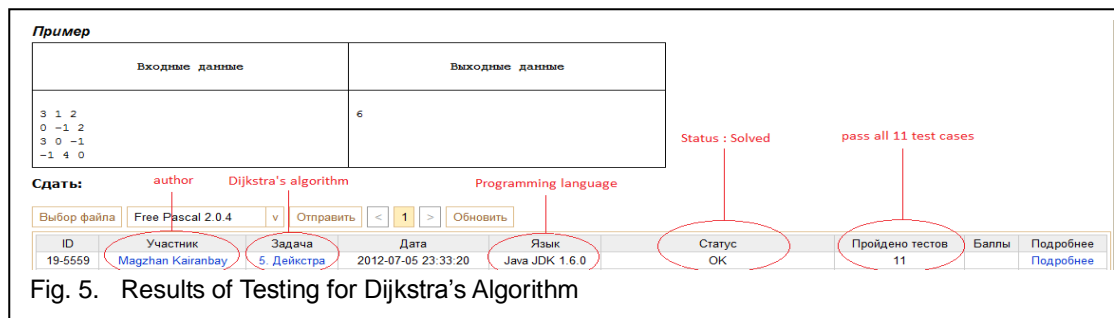 Пример
Входные данные Выходные данные
3 1 2 6
0 -1 2
3 0 -1
-1 4 0
Status : Solved pass all 11 test cases
Сдать: author Dijkstra's algorithm Programming language
Выбор файла Free Pascal 2.0.4 v Отправить < 1 > Обновить
ID Участник Задача Дата Язык Статус Пройдено тестов Баллы Подробнее
19-5559 Magzhan Kairanbay 5. Дейкстра 2012-07-05 23:33:20 Java JDK 1.6.0 OK 11 Подробнее
Fig. 5. Results of Testing for Dijkstra's Algorithm